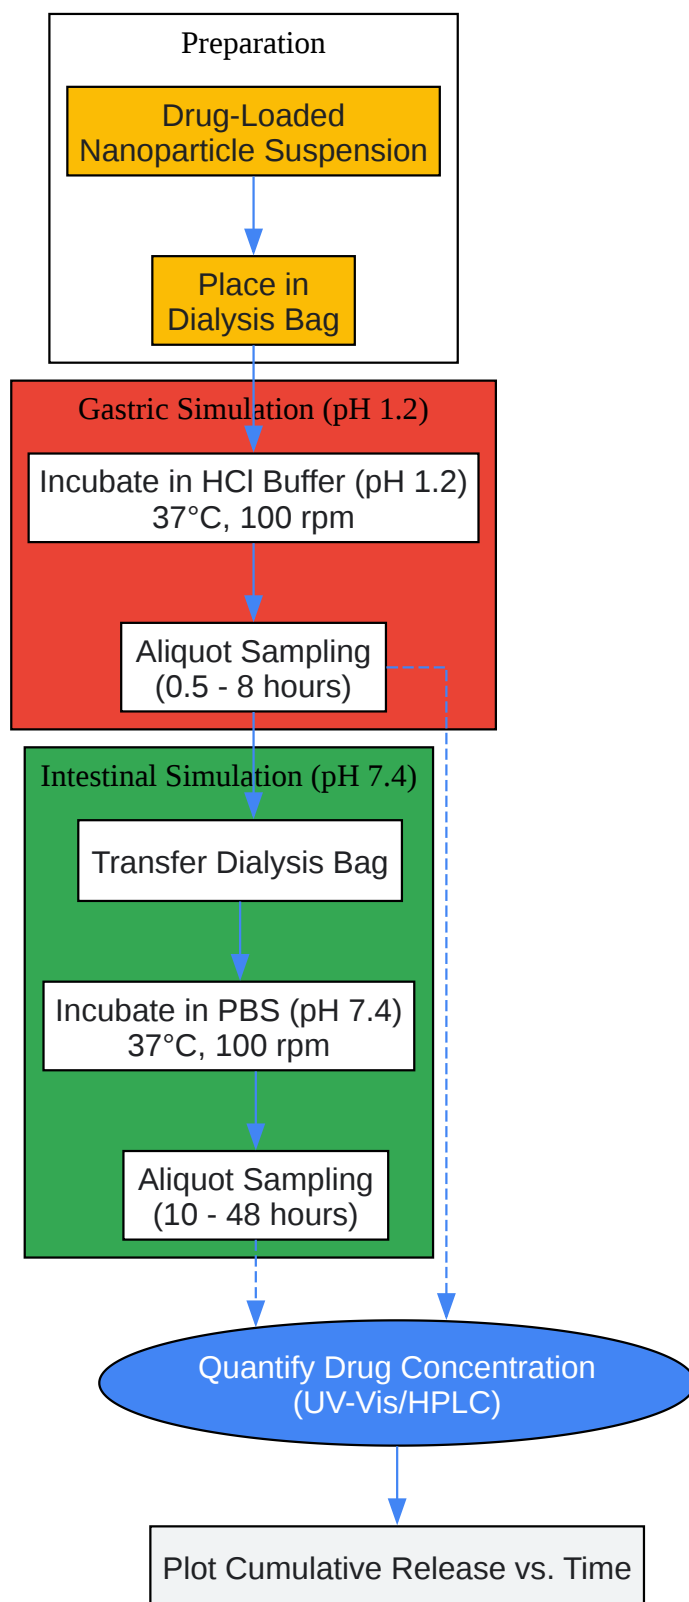 Preparation
Drug-Loaded
Nanoparticle Suspension
Place in
Dialysis Bag
Gastric Simulation (pH 1.2)
Incubate in HCl Buffer (pH 1.2)
37°C, 100 rpm
Aliquot Sampling
(0.5 - 8 hours)
Intestinal Simulation (pH 7.4)
Transfer Dialysis Bag
Incubate in PBS (pH 7.4)
37°C, 100 rpm
Aliquot Sampling
(10 - 48 hours)
Quantify Drug Concentration
(UV-Vis/HPLC)
Plot Cumulative Release vs. Time